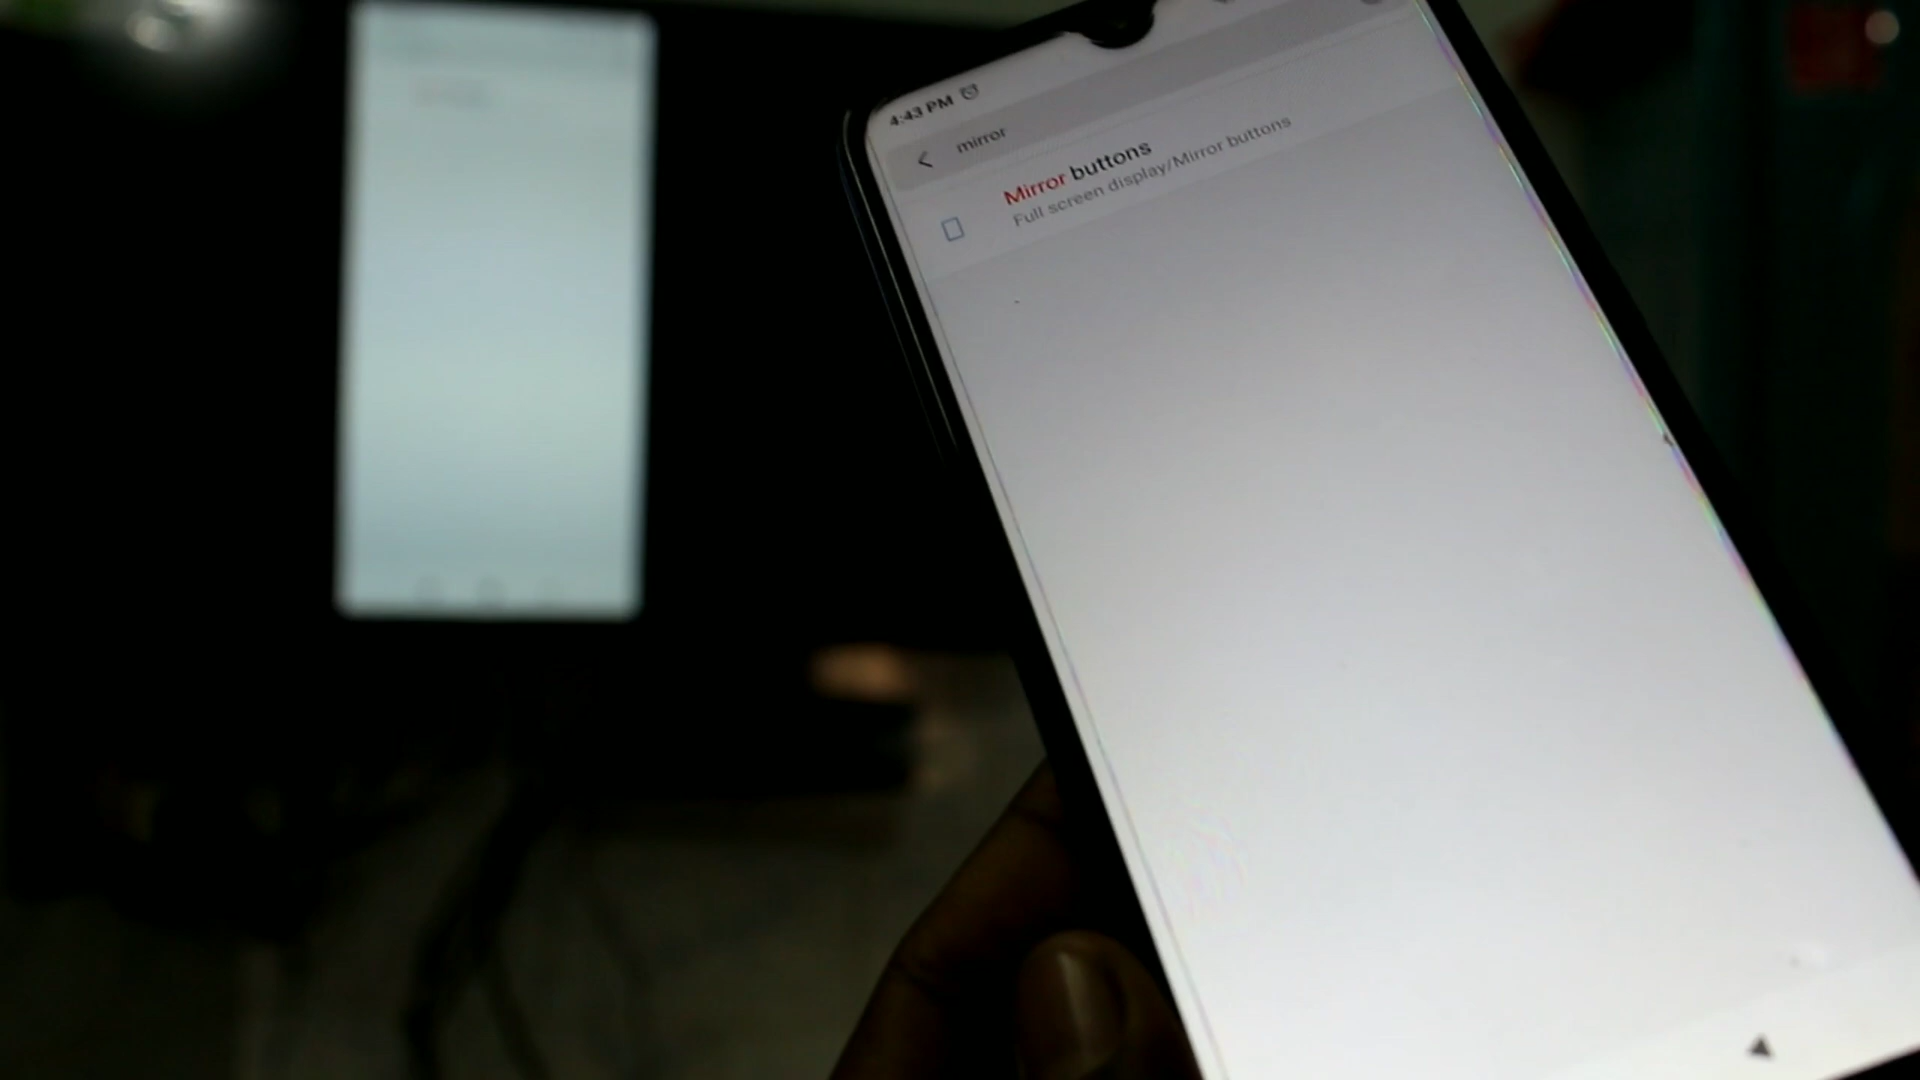 4:43 PM
mirror
Mirror buttons
Full screen display/Mirror buttons